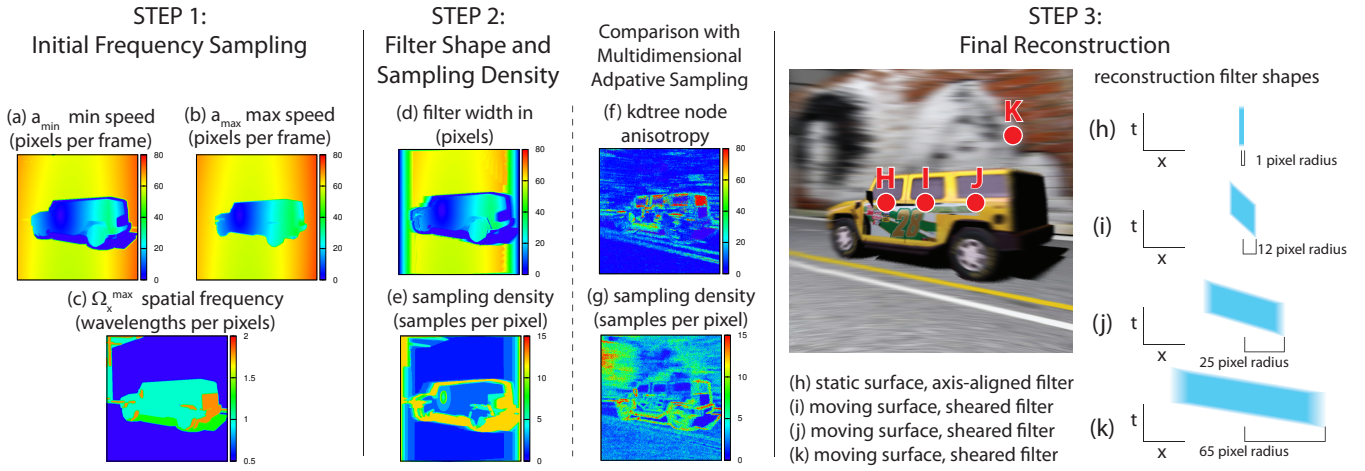 STEP 1:
Initial Frequency Sampling
(a) a_min min speed
(pixels per frame)
80
60
40
20
0
(b) a_max max speed
(pixels per frame)
80
60
40
20
0
(c) Ω_x^max spatial frequency
(wavelengths per pixels)
2
1.5
1
0.5
STEP 2:
Filter Shape and
Sampling Density
(d) filter width in
(pixels)
80
60
40
20
0
(e) sampling density
(samples per pixel)
15
10
5
0
Comparison with
Multidimensional
Adpative Sampling
(f) kdtree node
anisotropy
80
60
40
20
0
(g) sampling density
(samples per pixel)
15
10
5
0
STEP 3:
Final Reconstruction
K
H
I
J
28
(h) static surface, axis-aligned filter
(i) moving surface, sheared filter
(j) moving surface, sheared filter
(k) moving surface, sheared filter
reconstruction filter shapes
(h)
t
x
1 pixel radius
(i)
t
x
12 pixel radius
(j)
t
x
25 pixel radius
(k)
t
x
65 pixel radius